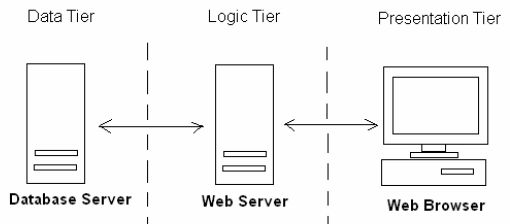 Data Tier
Logic Tier
Presentation Tier
Database Server
Web Server
Web Browser